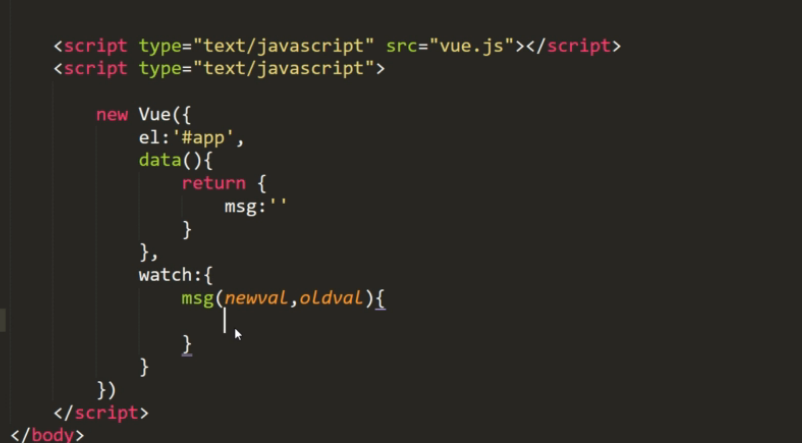 <script type="text/javascript" src="vue.js"></script>
<script type="text/javascript">
new Vue({
el:'#app',
data(){
return {
msg:''
}
},
watch:{
msg(newval,oldval){
}
}
})
</script>
</body>